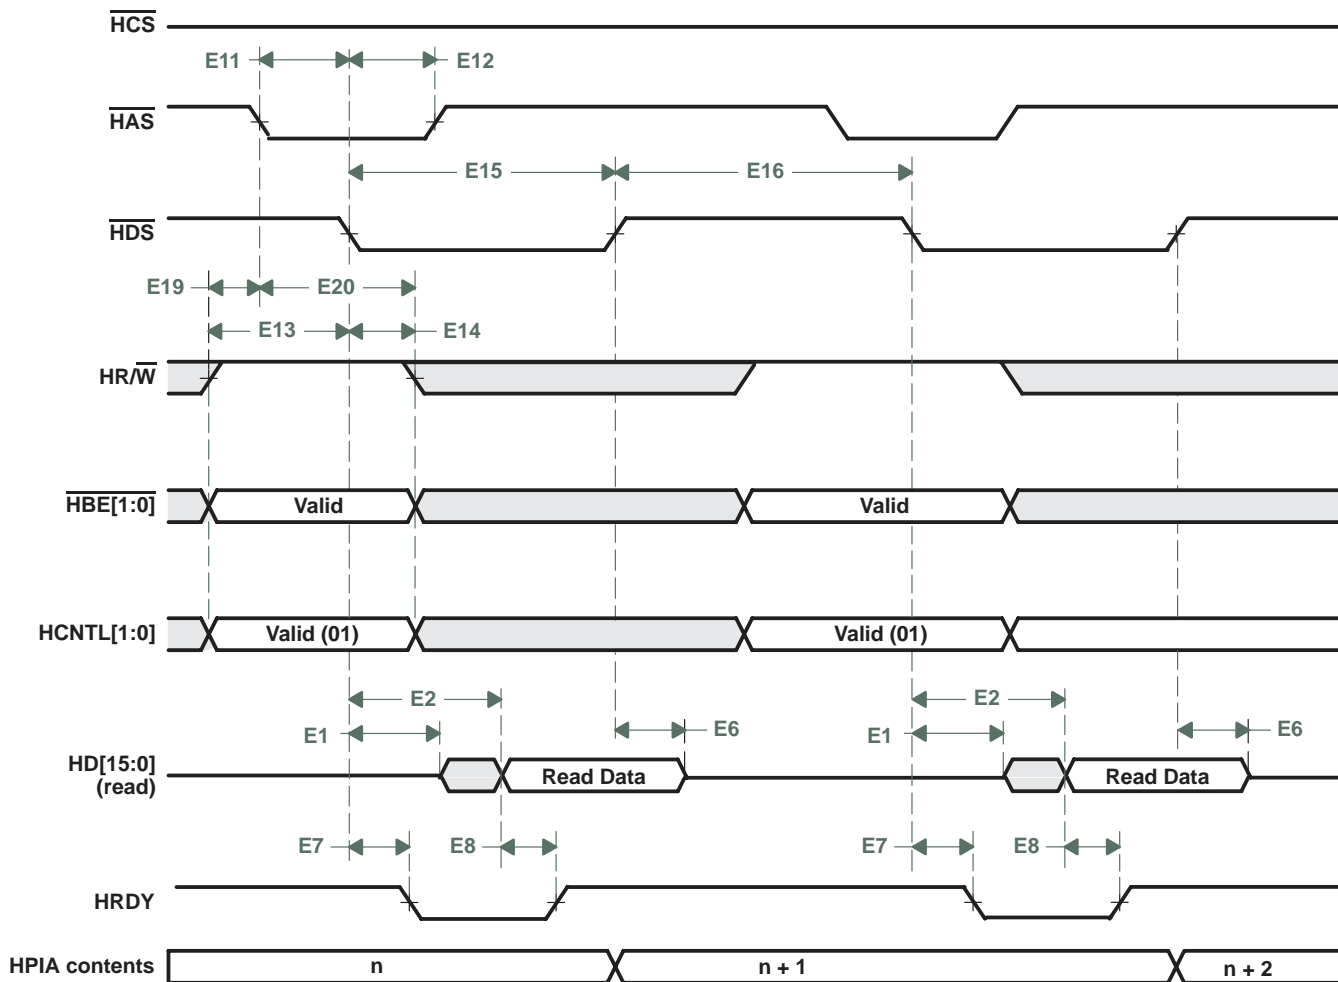 HCS
E11
E12
HAS
E15
E16
HDS
E19
E20
E13
E14
HR/W
HBE[1:0]
Valid
Valid
HCNTL[1:0]
Valid (01)
Valid (01)
E2
E2
E1
E6
E1
E6
HD[15:0]
(read)
Read Data
Read Data
E7
E8
E7
E8
HRDY
HPIA contents
n
n + 1
n + 2